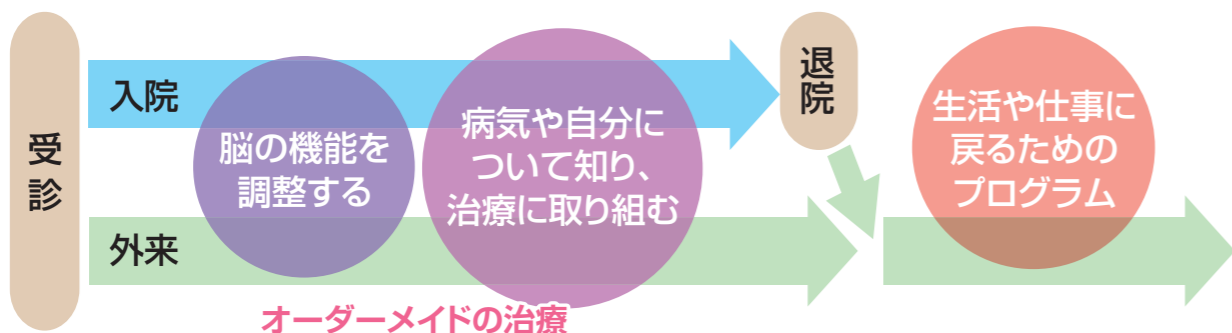 受診
入院
脳の機能を
調整する
病気や自分に
ついて知り、
治療に取り組む
退院
生活や仕事に
戻るための
プログラム
外来
オーダーメイドの治療